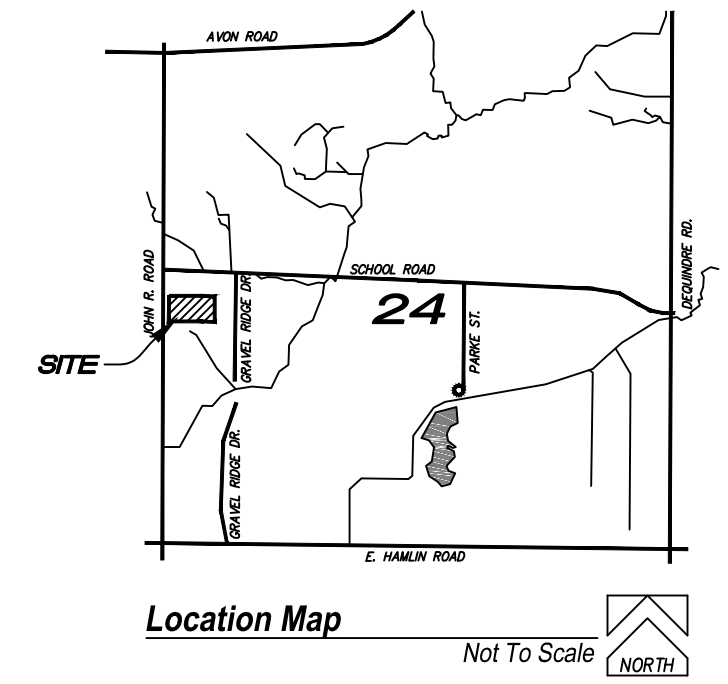 AVON ROAD
DEQUINDRE RD.
JOHN R. ROAD
SCHOOL ROAD
GRAVEL RIDGE DR.
24
PARKE ST.
SITE
GRAVEL RIDGE DR.
E. HAMLIN ROAD
Location Map
Not To Scale
NORTH